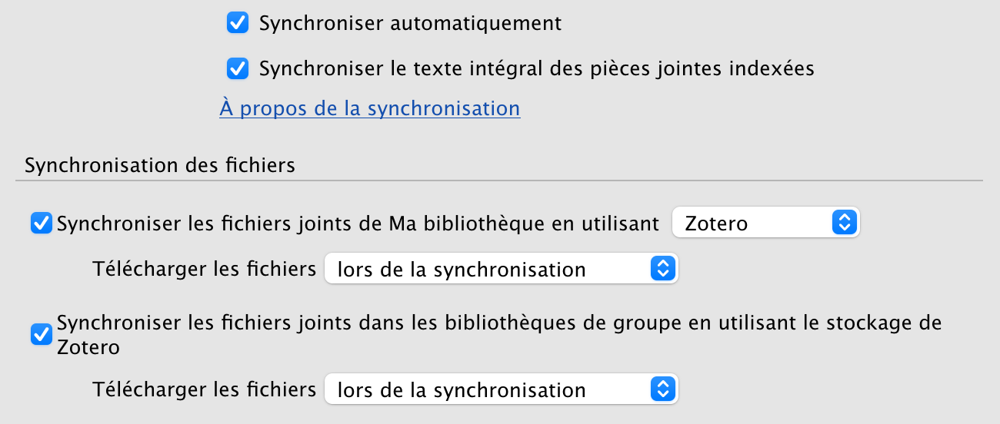 Synchroniser automatiquement
Synchroniser le texte intégral des pièces jointes indexées
À propos de la synchronisation
Synchronisation des fichiers
Synchroniser les fichiers joints de Ma bibliothèque en utilisant Zotero
Télécharger les fichiers lors de la synchronisation
Synchroniser les fichiers joints dans les bibliothèques de groupe en utilisant le stockage de
Zotero
Télécharger les fichiers lors de la synchronisation